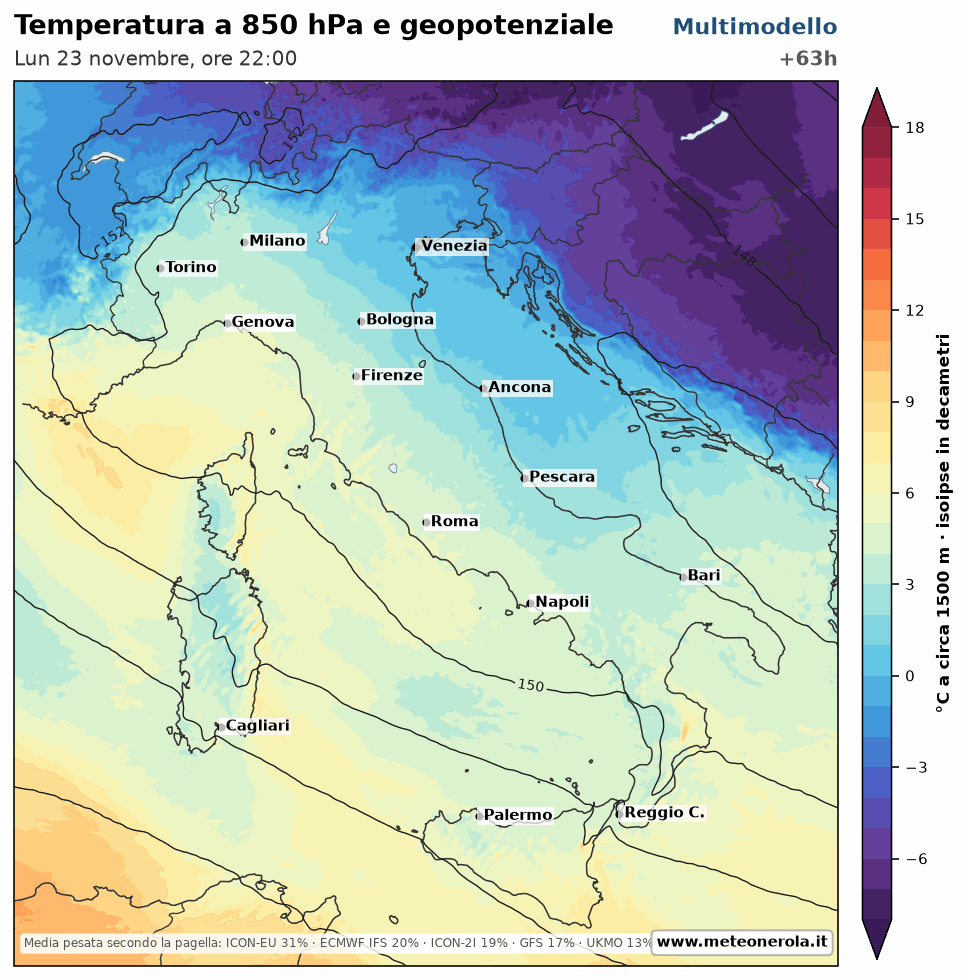 Temperatura a 850 hPa e geopotenziale
Multimodello
Lun 23 novembre, ore 22:00
+63h
152
152
148
Milano
Venezia
Torino
Genova
Bologna
Firenze
Ancona
Pescara
Roma
Bari
Napoli
150
Cagliari
Palermo
Reggio C.
18
15
12
9
6
3
0
−3
−6
°C a circa 1500 m · isoipse in decametri
Media pesata secondo la pagella: ICON-EU 31% · ECMWF IFS 20% · ICON-2I 19% · GFS 17% · UKMO 13%
www.meteonerola.it